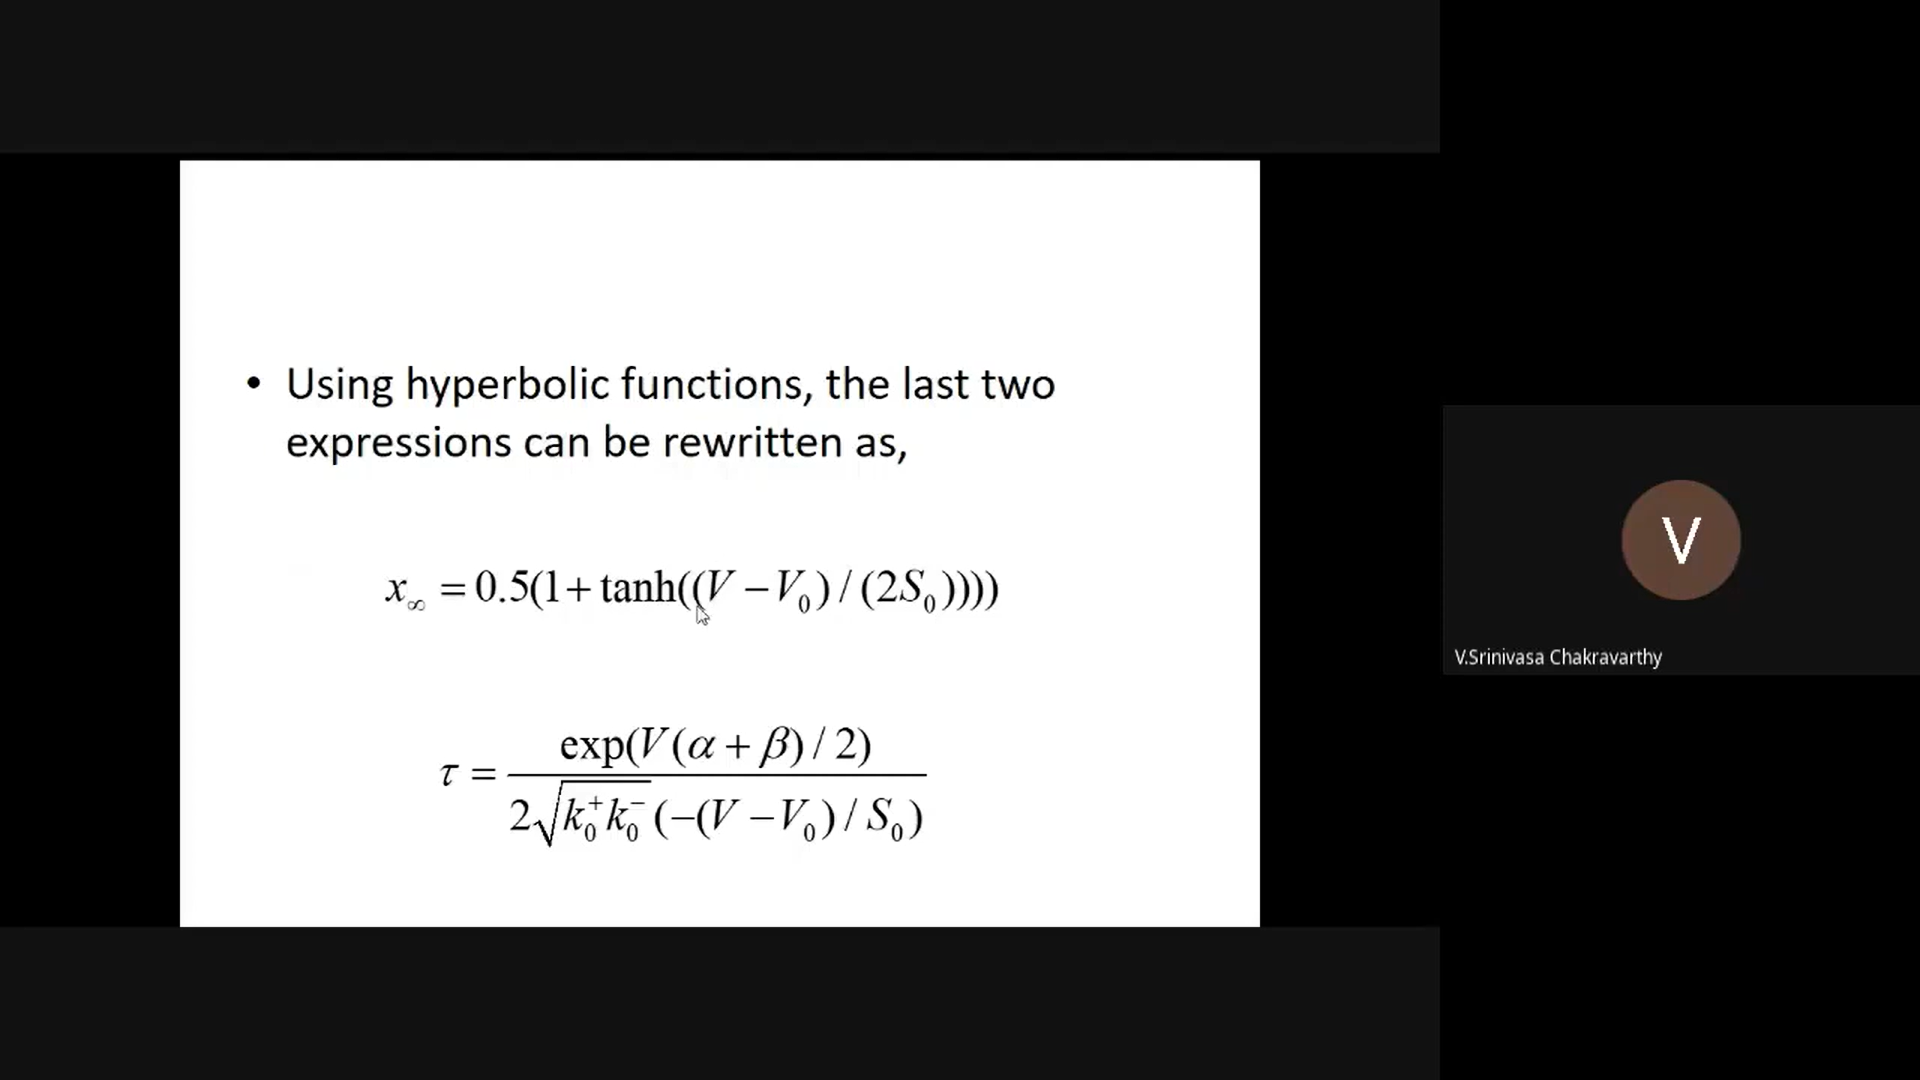 • Using hyperbolic functions, the last two
expressions can be rewritten as,
x∞ = 0.5(1 + tanh((V − V₀) / (2S₀))))
τ = exp(V(α + β) / 2) / 2√k₀⁺k₀⁻ (−(V − V₀) / S₀)
V
V.Srinivasa Chakravarthy